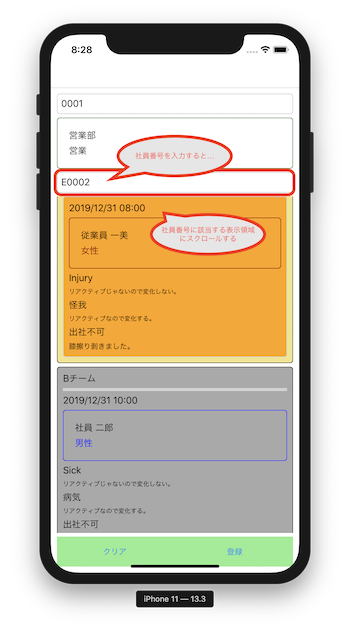 8:28
0001
営業部
営業
社員番号を入力すると...
E0002
2019/12/31 08:00
社員番号に該当する表示領域
にスクロールする
従業員 一美
女性
Injury
リアクティブじゃないので変化しない。
怪我
リアクティブなので変化する。
出社不可
膝擦り剥きました。
Bチーム
2019/12/31 10:00
社員 二郎
男性
Sick
リアクティブじゃないので変化しない。
病気
リアクティブなので変化する。
出社不可
クリア
登録
iPhone 11 — 13.3